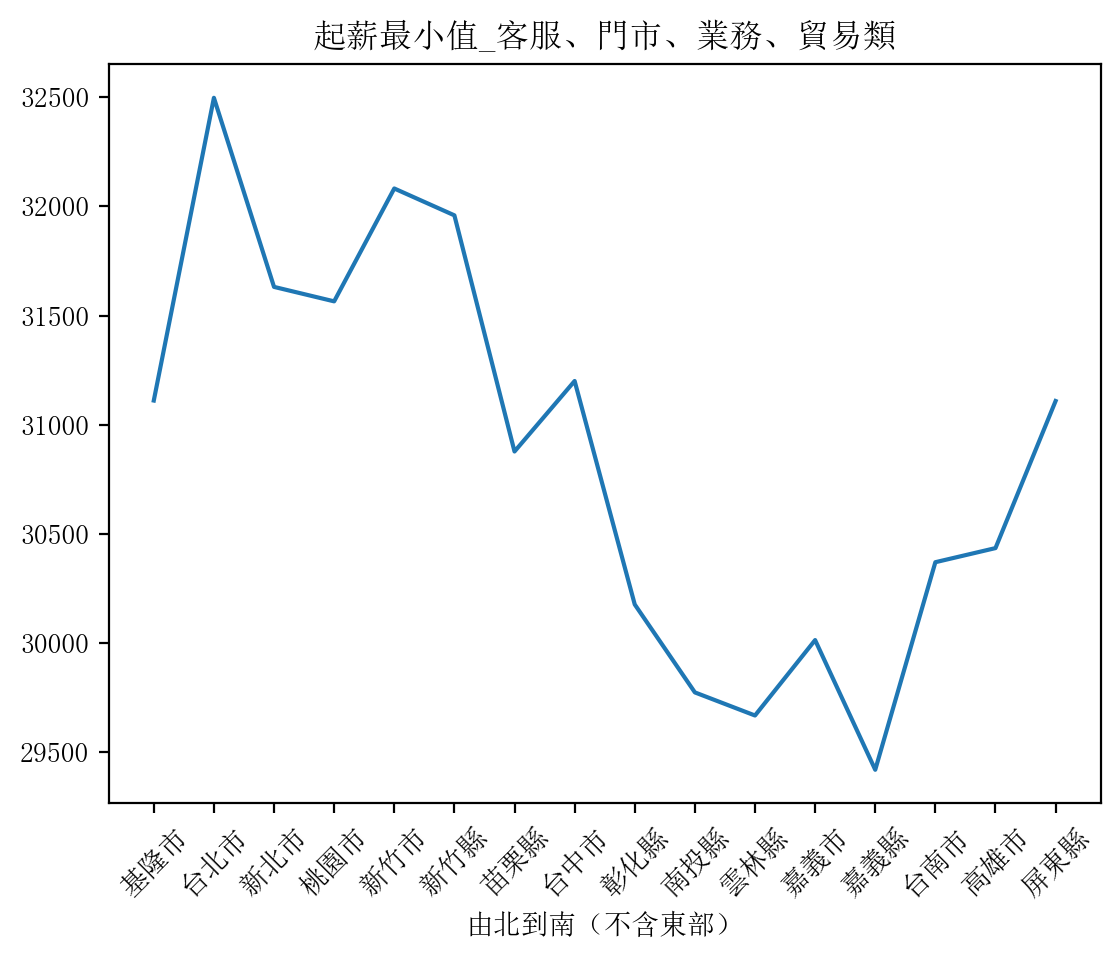 起薪最小值_客服、門市、業務、貿易類
32500
32000
31500
31000
30500
30000
29500
基隆市
台北市
新北市
桃園市
新竹市
新竹縣
苗栗縣
台中市
彰化縣
南投縣
雲林縣
嘉義市
嘉義縣
台南市
高雄市
屏東縣
由北到南（不含東部）